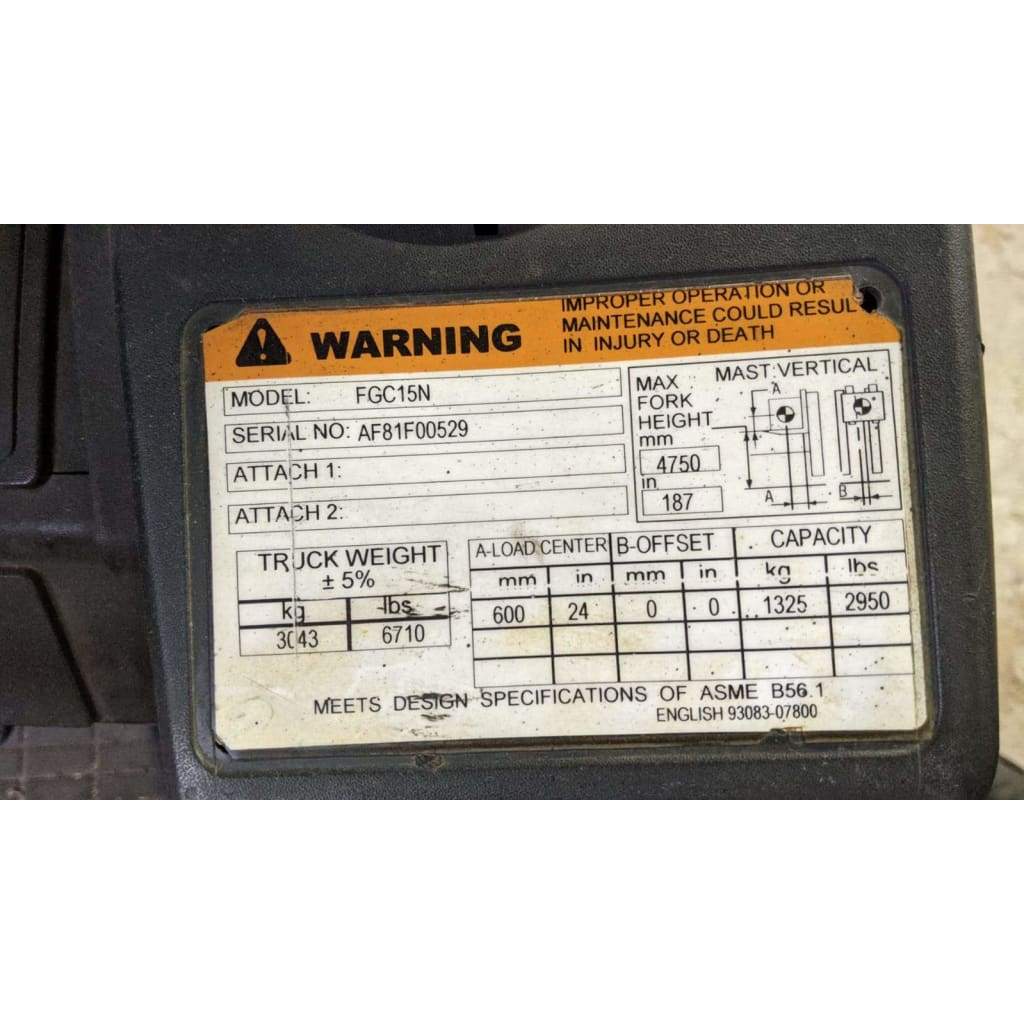 WARNING
IMPROPER OPERATION OR
MAINTENANCE COULD RESUL
IN INJURY OR DEATH
MODEL: FGC15N
SERIAL NO: AF81F00529
ATTACH 1:
ATTACH 2:
MAX FORK HEIGHT
MAST:VERTICAL
mm
4750
in
187
A
A
B
TRUCK WEIGHT
± 5%
kg lbs
3043 6710
A-LOAD CENTER B-OFFSET CAPACITY
mm in mm in kg lbs
600 24 0 0 1325 2950
MEETS DESIGN SPECIFICATIONS OF ASME B56.1
ENGLISH 93083-07800